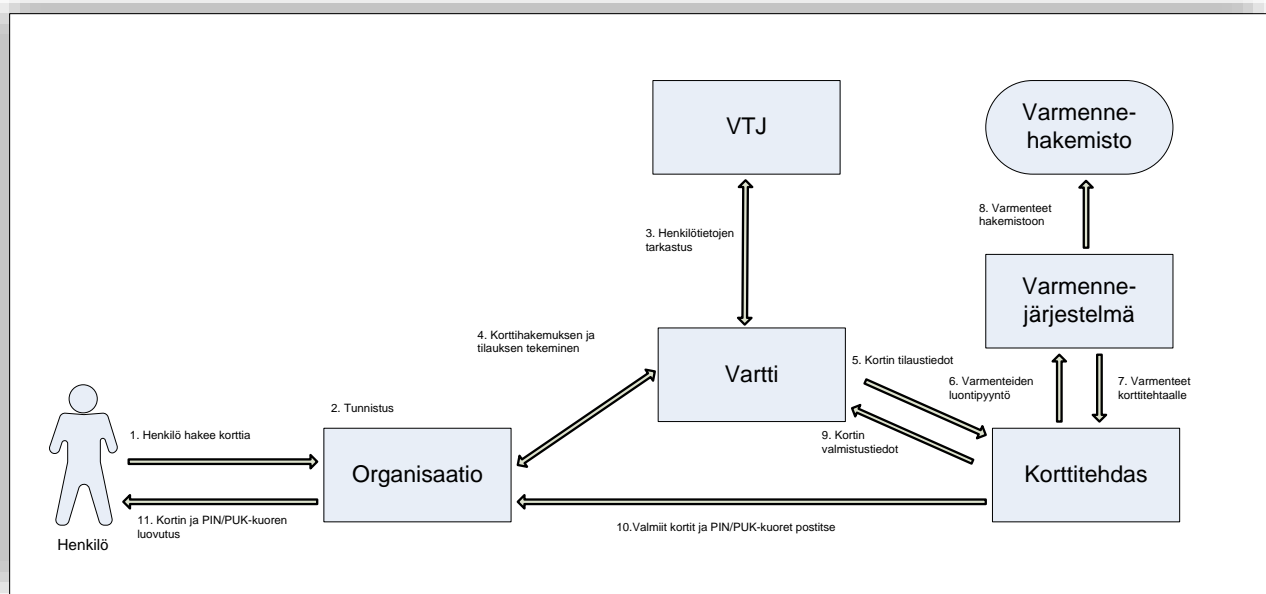 VTJ
Varmenne-
hakemisto
8. Varmenteet
hakemistoon
3. Henkilötietojen
tarkastus
Varmenne-
järjestelmä
4. Korttihakemuksen ja
tilauksen tekeminen
Vartti
5. Kortin tilaustiedot
6. Varmenteiden
luontipyyntö
7. Varmenteet
korttitehtaalle
2. Tunnistus
1. Henkilö hakee korttia
9. Kortin
valmistustiedot
Organisaatio
Korttitehdas
11. Kortin ja PIN/PUK-kuoren
luovutus
10.Valmiit kortit ja PIN/PUK-kuoret postitse
Henkilö